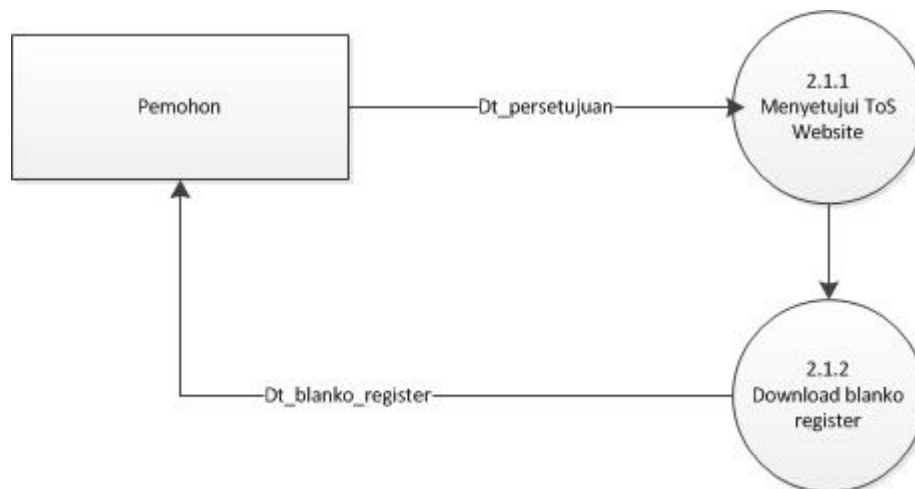 Pemohon
Dt_persetujuan
2.1.1
Menyetujui ToS
Website
Dt_blanko_register
2.1.2
Download blanko
register